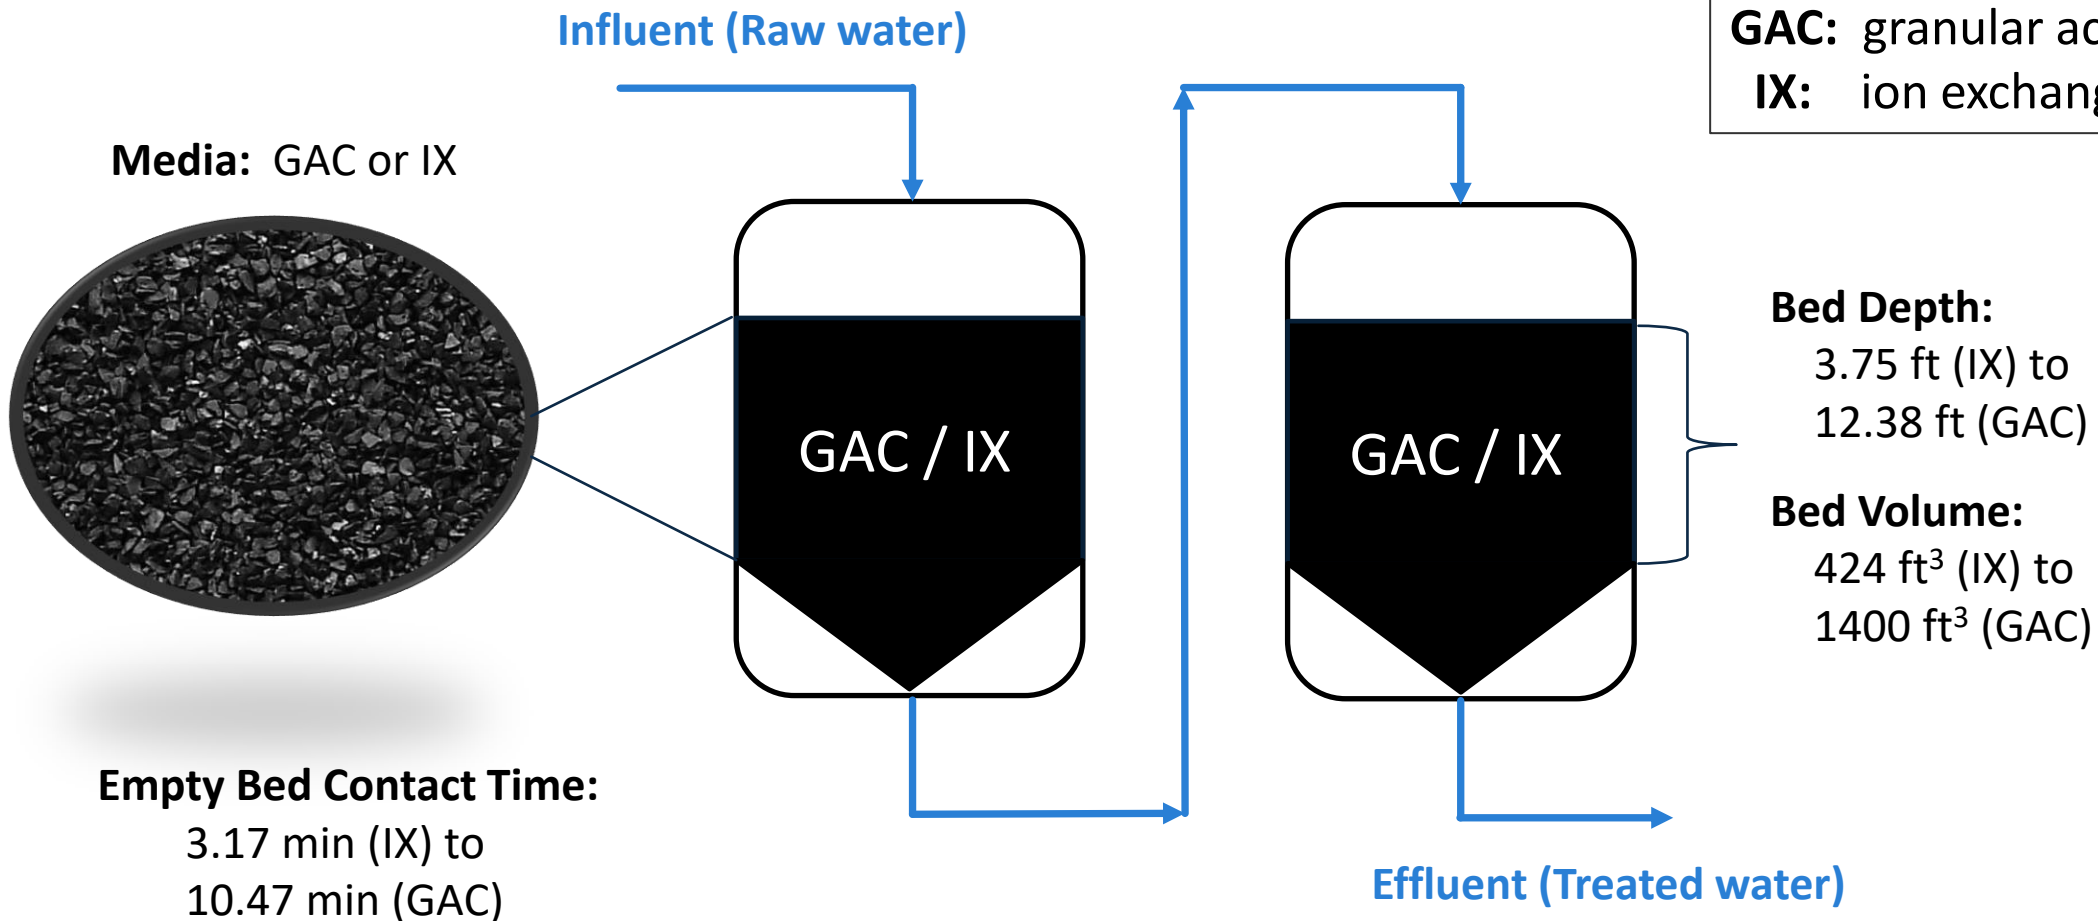 Influent (Raw water)
GAC: granular
IX: ion
Media: GAC or IX
GAC / IX
GAC / IX
Bed Depth:
3.75 ft (IX) to
12.38 ft (GAC)
Bed Volume:
424 ft³ (IX) to
1400 ft³ (GAC)
Empty Bed Contact Time:
3.17 min (IX) to
10.47 min (GAC)
Effluent (Treated water)